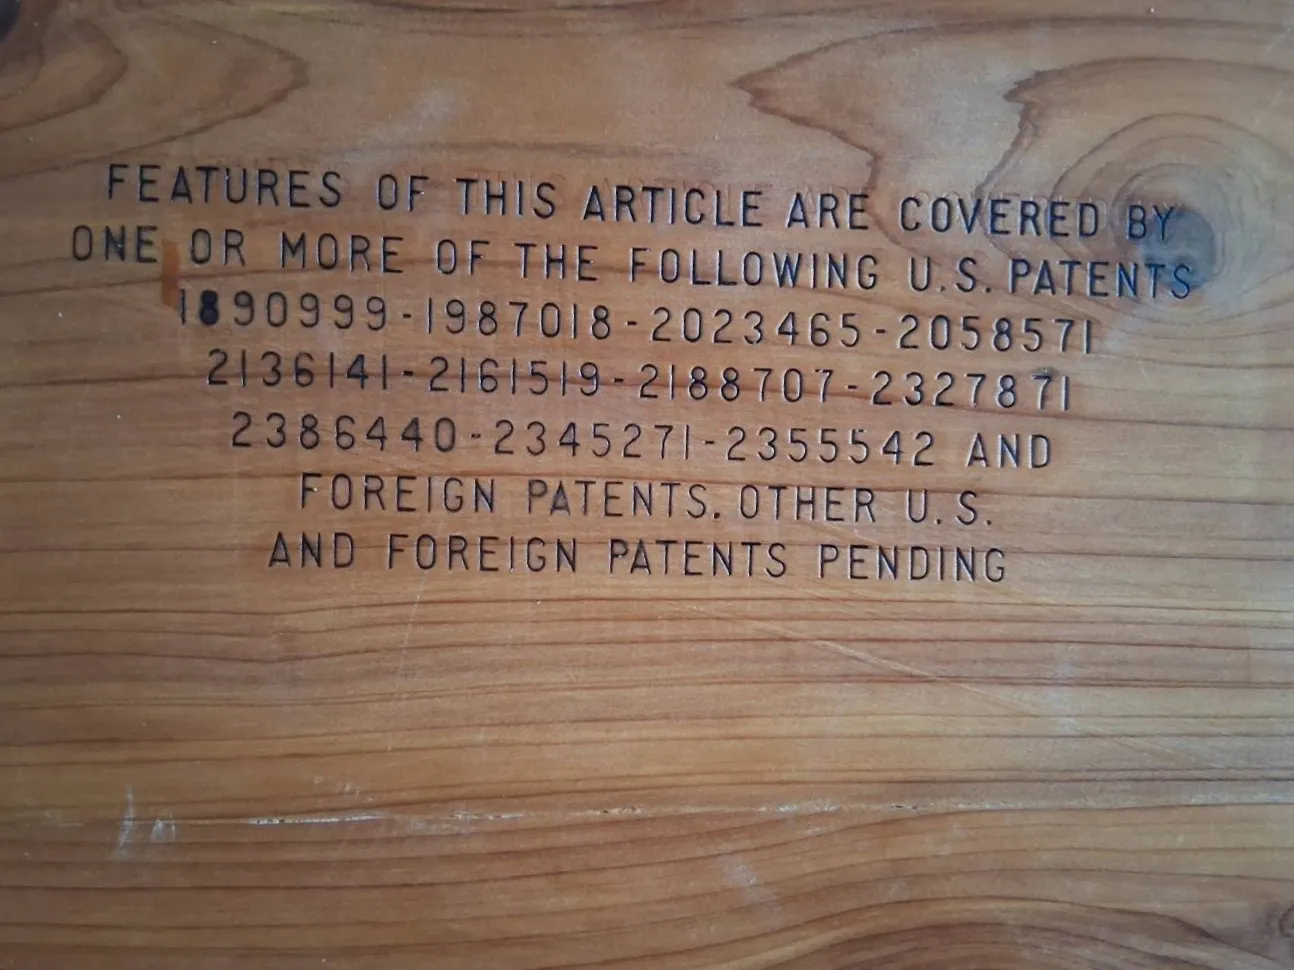 FEATURES OF THIS ARTICLE ARE COVERED BY
ONE OR MORE OF THE FOLLOWING U.S. PATENTS
1890999-1987018-2023465-2058571
2136141-2161519-2188707-2327871
2386440-2345271-2355542 AND
FOREIGN PATENTS. OTHER U.S.
AND FOREIGN PATENTS PENDING